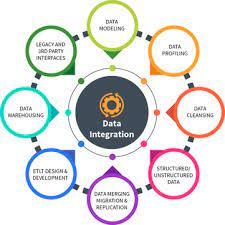 DATA
MODELING
DATA
PROFILING
DATA
CLEANSING
STRUCTURED/
UNSTRUCTURED
DATA
DATA MERGING
MIGRATION &
REPLICATION
ETLT DESIGN &
DEVELOPMENT
DATA
WAREHOUSING
LEGACY AND
3RD PARTY
INTERFACES
Data
Integration